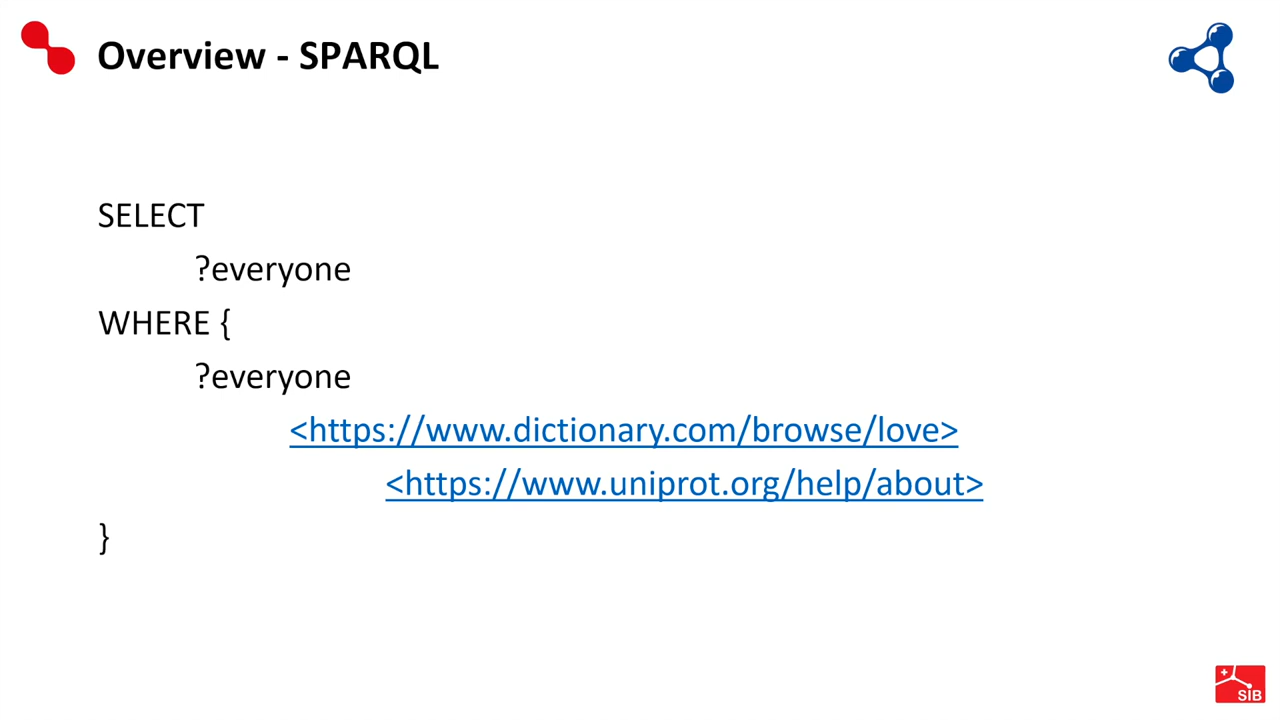 Overview - SPARQL
SELECT
?everyone
WHERE {
?everyone
<https://www.dictionary.com/browse/love>
<https://www.uniprot.org/help/about>
}
SIB